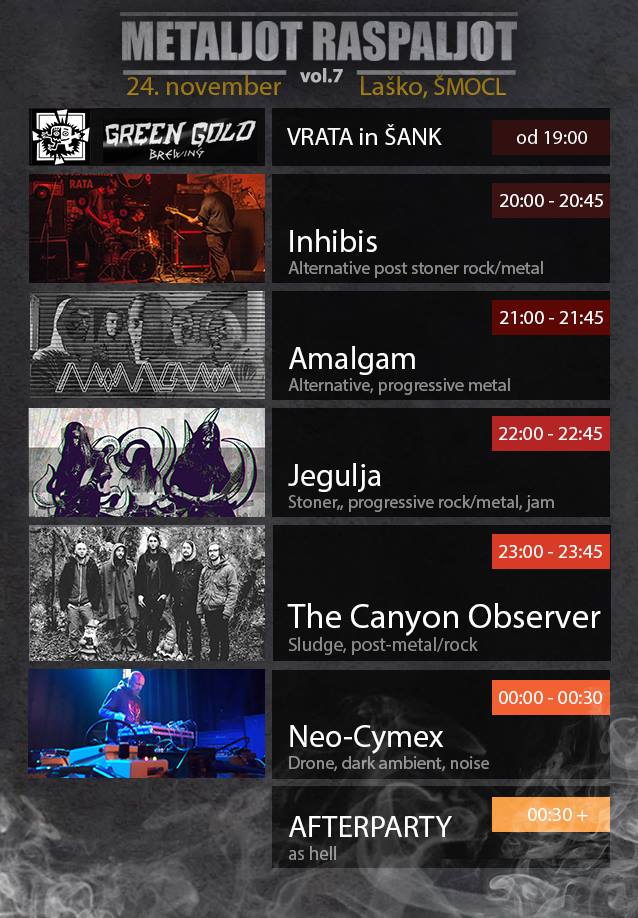 METALJOT RASPALJOT
vol.7
24. november
Laško, ŠMOCL
GREEN GOLD
BREWING
VRATA in ŠANK
od 19:00
RATA
20:00 - 20:45
Inhibis
Alternative post stoner rock/metal
21:00 - 21:45
AMALGAM
Amalgam
Alternative, progressive metal
22:00 - 22:45
Jegulja
Stoner,, progressive rock/metal, jam
23:00 - 23:45
The Canyon Observer
Sludge, post-metal/rock
00:00 - 00:30
Neo-Cymex
Drone, dark ambient, noise
00:30 +
AFTERPARTY
as hell